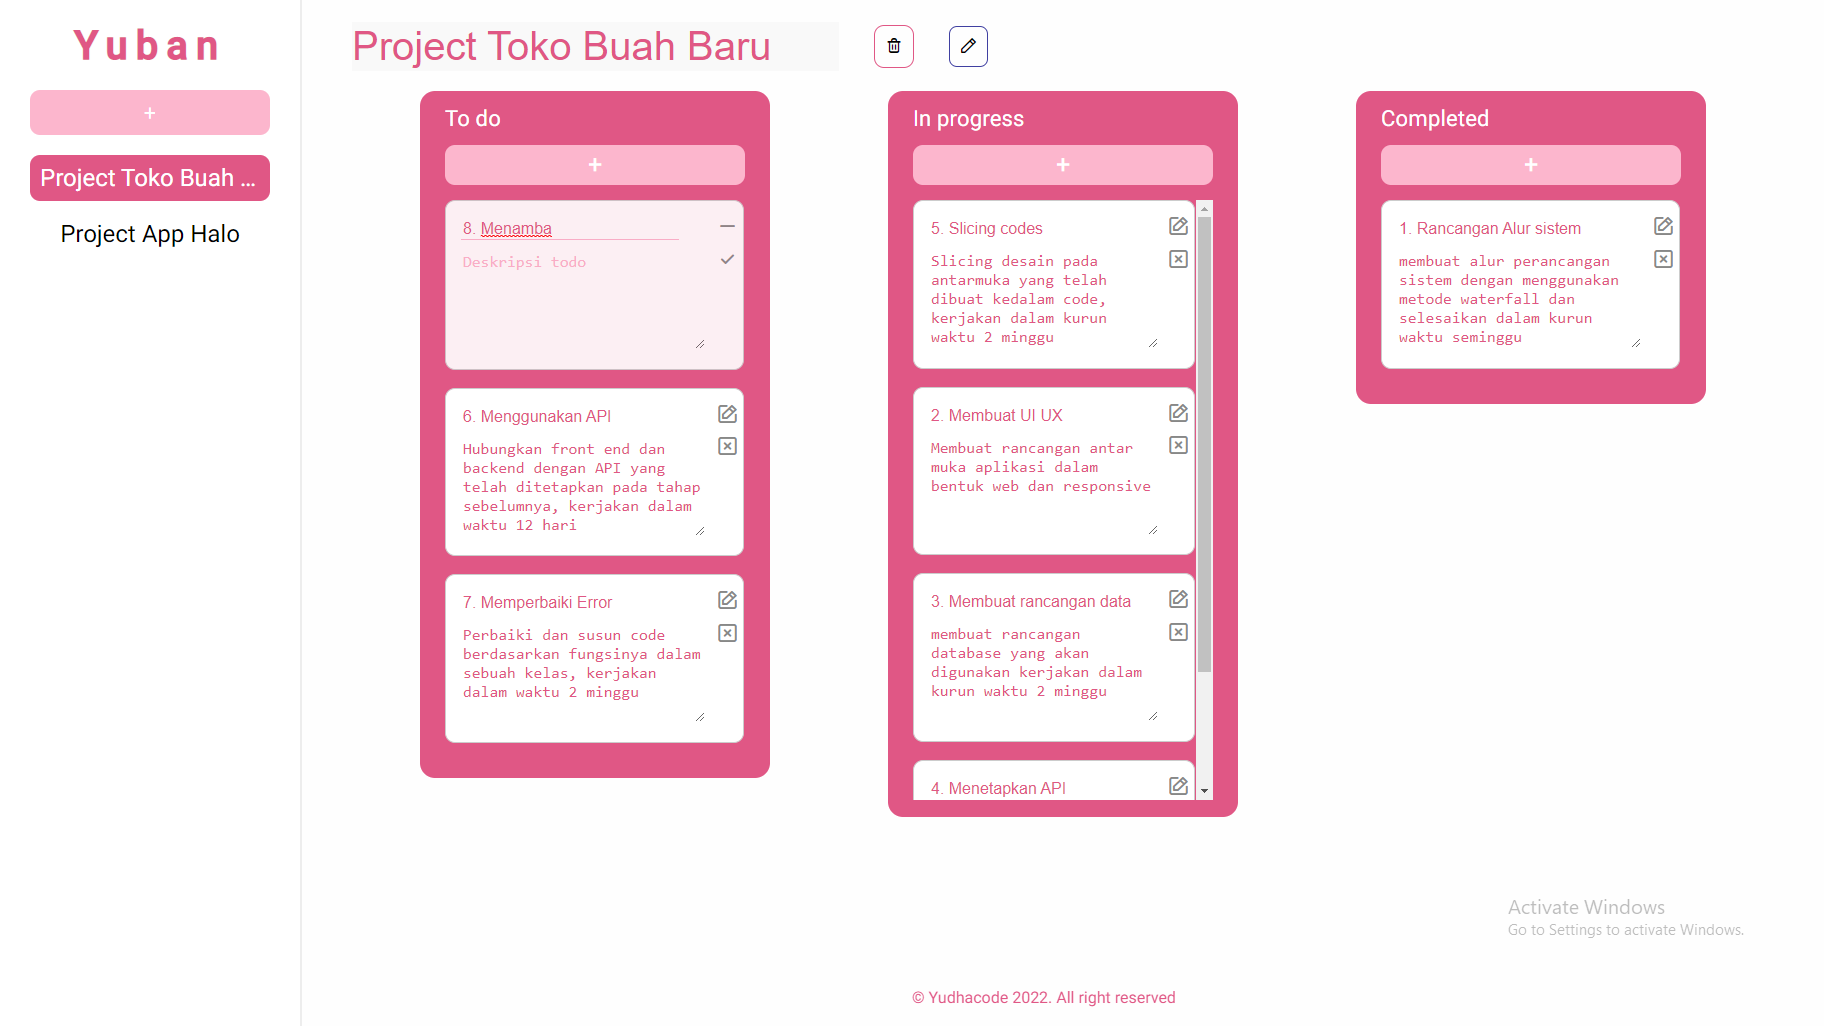 Yuban
+
Project Toko Buah ...
Project App Halo
Project Toko Buah Baru
To do
+
8. Menamba
Deskripsi todo
6. Menggunakan API
Hubungkan front end dan
backend dengan API yang
telah ditetapkan pada tahap
sebelumnya, kerjakan dalam
waktu 12 hari
7. Memperbaiki Error
Perbaiki dan susun code
berdasarkan fungsinya dalam
sebuah kelas, kerjakan
dalam waktu 2 minggu
In progress
+
5. Slicing codes
Slicing desain pada
antarmuka yang telah
dibuat kedalam code,
kerjakan dalam kurun
waktu 2 minggu
2. Membuat UI UX
Membuat rancangan antar
muka aplikasi dalam
bentuk web dan responsive
3. Membuat rancangan data
membuat rancangan
database yang akan
digunakan kerjakan dalam
kurun waktu 2 minggu
4. Menetapkan API
Completed
+
1. Rancangan Alur sistem
membuat alur perancangan
sistem dengan menggunakan
metode waterfall dan
selesaikan dalam kurun
waktu seminggu
Activate Windows
Go to Settings to activate Windows.
© Yudhacode 2022. All right reserved